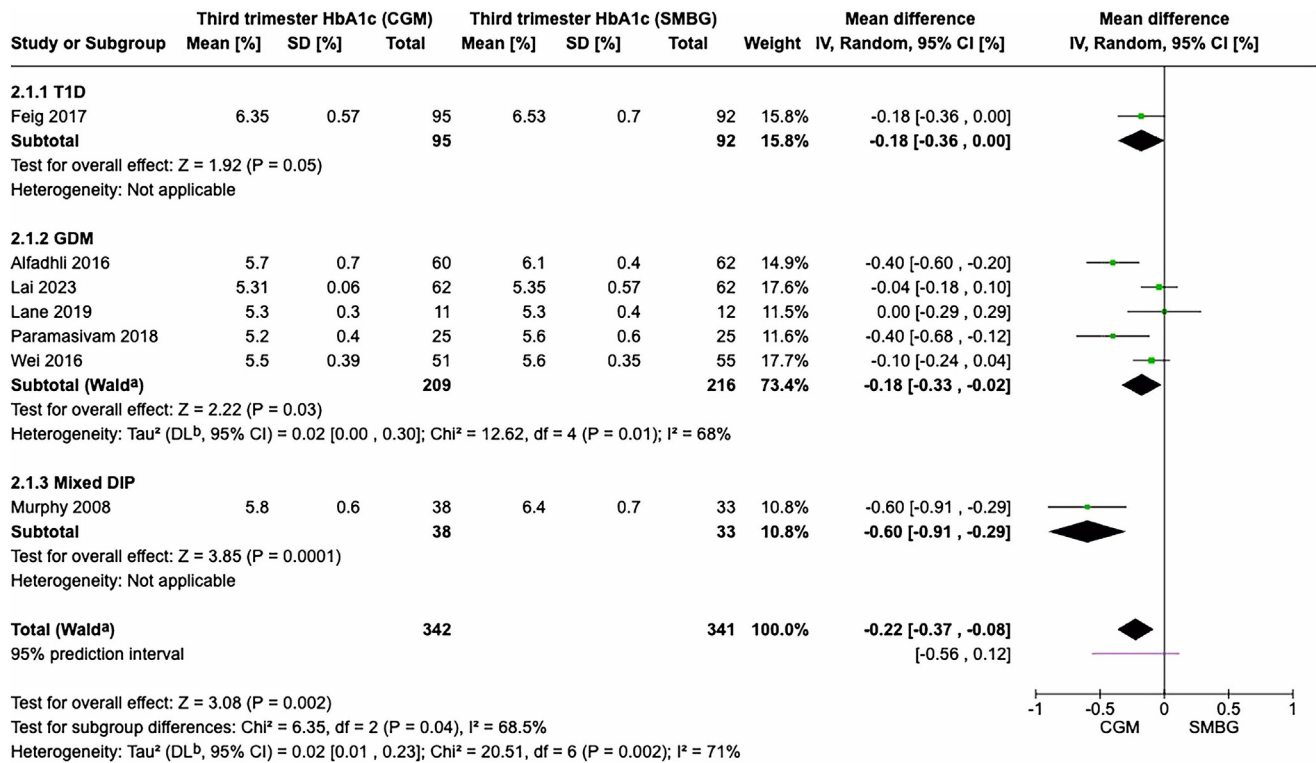 Third trimester HbA1c (CGM) Third trimester HbA1c (SMBG) Mean difference Mean difference
Study or Subgroup Mean [%] SD [%] Total Mean [%] SD [%] Total Weight IV, Random, 95% CI [%] IV, Random, 95% CI [%]
2.1.1 T1D
Feig 2017 6.35 0.57 95 6.53 0.7 92 15.8% -0.18 [-0.36 , 0.00]
Subtotal 95 92 15.8% -0.18 [-0.36 , 0.00]
Test for overall effect: Z = 1.92 (P = 0.05)
Heterogeneity: Not applicable
2.1.2 GDM
Alfadhli 2016 5.7 0.7 60 6.1 0.4 62 14.9% -0.40 [-0.60 , -0.20]
Lai 2023 5.31 0.06 62 5.35 0.57 62 17.6% -0.04 [-0.18 , 0.10]
Lane 2019 5.3 0.3 11 5.3 0.4 12 11.5% 0.00 [-0.29 , 0.29]
Paramasivam 2018 5.2 0.4 25 5.6 0.6 25 11.6% -0.40 [-0.68 , -0.12]
Wei 2016 5.5 0.39 51 5.6 0.35 55 17.7% -0.10 [-0.24 , 0.04]
Subtotal (Waldᵃ) 209 216 73.4% -0.18 [-0.33 , -0.02]
Test for overall effect: Z = 2.22 (P = 0.03)
Heterogeneity: Tau² (DLᵇ, 95% CI) = 0.02 [0.00 , 0.30]; Chi² = 12.62, df = 4 (P = 0.01); I² = 68%
2.1.3 Mixed DIP
Murphy 2008 5.8 0.6 38 6.4 0.7 33 10.8% -0.60 [-0.91 , -0.29]
Subtotal 38 33 10.8% -0.60 [-0.91 , -0.29]
Test for overall effect: Z = 3.85 (P = 0.0001)
Heterogeneity: Not applicable
Total (Waldᵃ) 342 341 100.0% -0.22 [-0.37 , -0.08]
95% prediction interval [-0.56 , 0.12]
Test for overall effect: Z = 3.08 (P = 0.002)
Test for subgroup differences: Chi² = 6.35, df = 2 (P = 0.04), I² = 68.5%
Heterogeneity: Tau² (DLᵇ, 95% CI) = 0.02 [0.01 , 0.23]; Chi² = 20.51, df = 6 (P = 0.002); I² = 71%
-1 -0.5 0 0.5 1
CGM SMBG